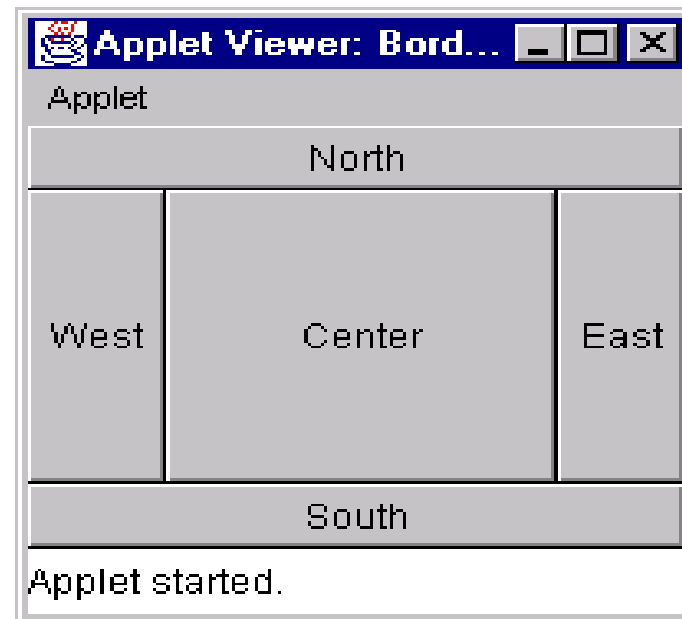 Applet Viewer: Bord...
Applet
North
West Center East
South
Applet started.